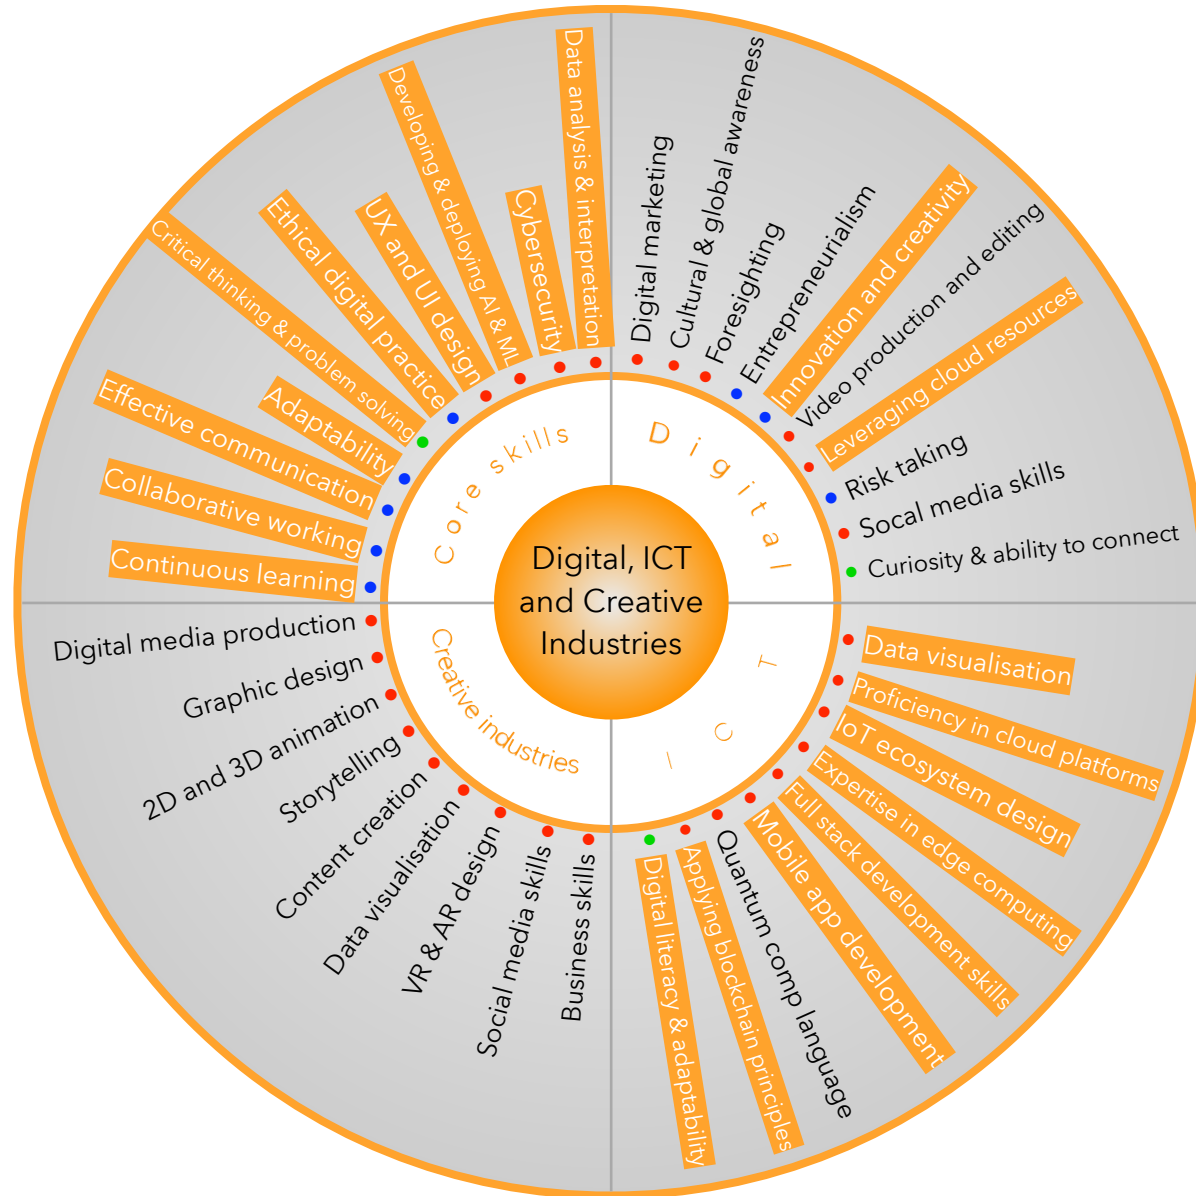 Digital, ICT
and Creative
Industries
Core skills
Digital
ICT
Creative industries
Continuous learning
Collaborative working
Effective communication
Adaptability
Critical thinking & problem solving
Ethical digital practice
UX and UI design
Developing & deploying AI & ML
Cybersecurity
Data analysis & interpretation
Digital marketing
Cultural & global awareness
Foresighting
Entrepreneurialism
Innovation and creativity
Video production and editing
Leveraging cloud resources
Risk taking
Socal media skills
Curiosity & ability to connect
Data visualisation
Proficiency in cloud platforms
IoT ecosystem design
Expertise in edge computing
Full stack development skills
Mobile app development
Quantum comp language
Applying blockchain principles
Digital literacy & adaptability
Business skills
Social media skills
VR & AR design
Data visualisation
Content creation
Storytelling
2D and 3D animation
Graphic design
Digital media production